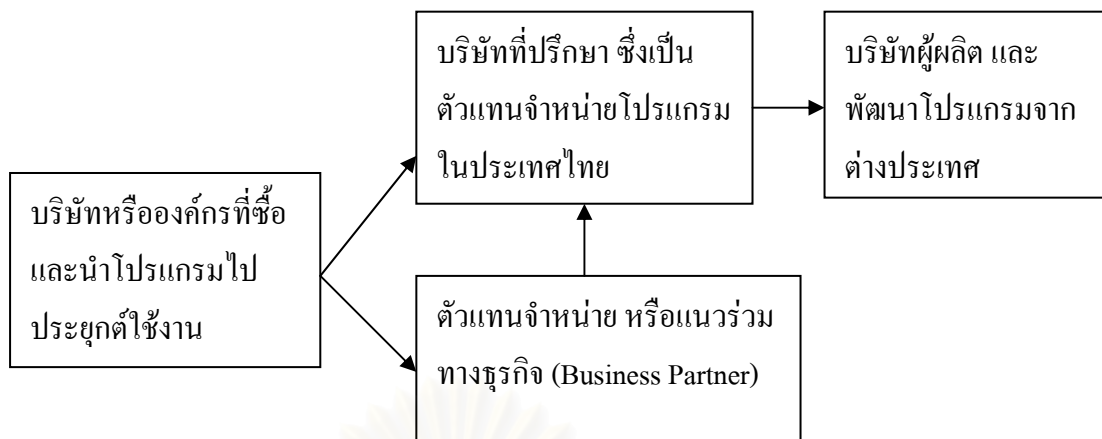 บริษัทหรือองค์กรที่ซื้อ
และนำโปรแกรมไป
ประยุกต์ใช้งาน
บริษัทที่ปรึกษา ซึ่งเป็น
ตัวแทนจำหน่ายโปรแกรม
ในประเทศไทย
ตัวแทนจำหน่าย หรือแนวร่วม
ทางธุรกิจ (Business Partner)
บริษัทผู้ผลิต และ
พัฒนาโปรแกรมจาก
ต่างประเทศ